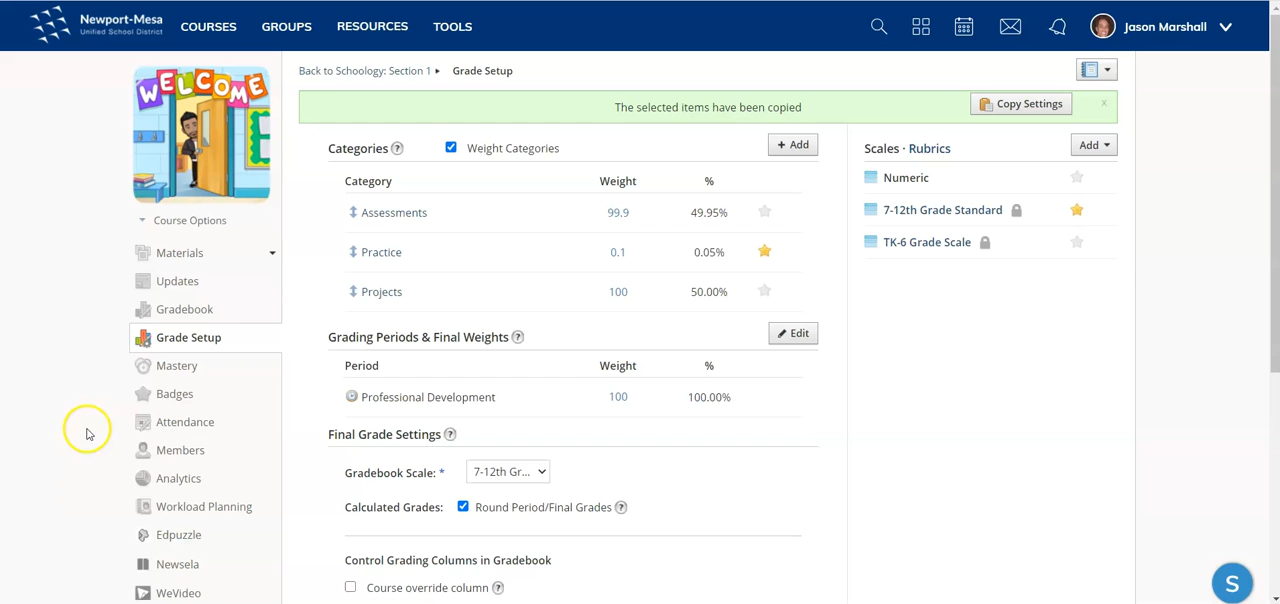 Newport-Mesa
Unified School District
COURSES GROUPS RESOURCES TOOLS
Jason Marshall
WELCOME
Back to Schoology: Section 1 ▸ Grade Setup
The selected items have been copied
Copy Settings
x
Categories ?
Weight Categories
+ Add
Category Weight %
Assessments 99.9 49.95%
Practice 0.1 0.05%
Projects 100 50.00%
Grading Periods & Final Weights ?
Edit
Period Weight %
Professional Development 100 100.00%
Final Grade Settings ?
Gradebook Scale: * 7-12th Gr...
Calculated Grades: Round Period/Final Grades ?
Control Grading Columns in Gradebook
Course override column ?
Scales · Rubrics
Add
Numeric
7-12th Grade Standard
TK-6 Grade Scale
Course Options
Materials
Updates
Gradebook
Grade Setup
Mastery
Badges
Attendance
Members
Analytics
Workload Planning
Edpuzzle
Newsela
WeVideo
S